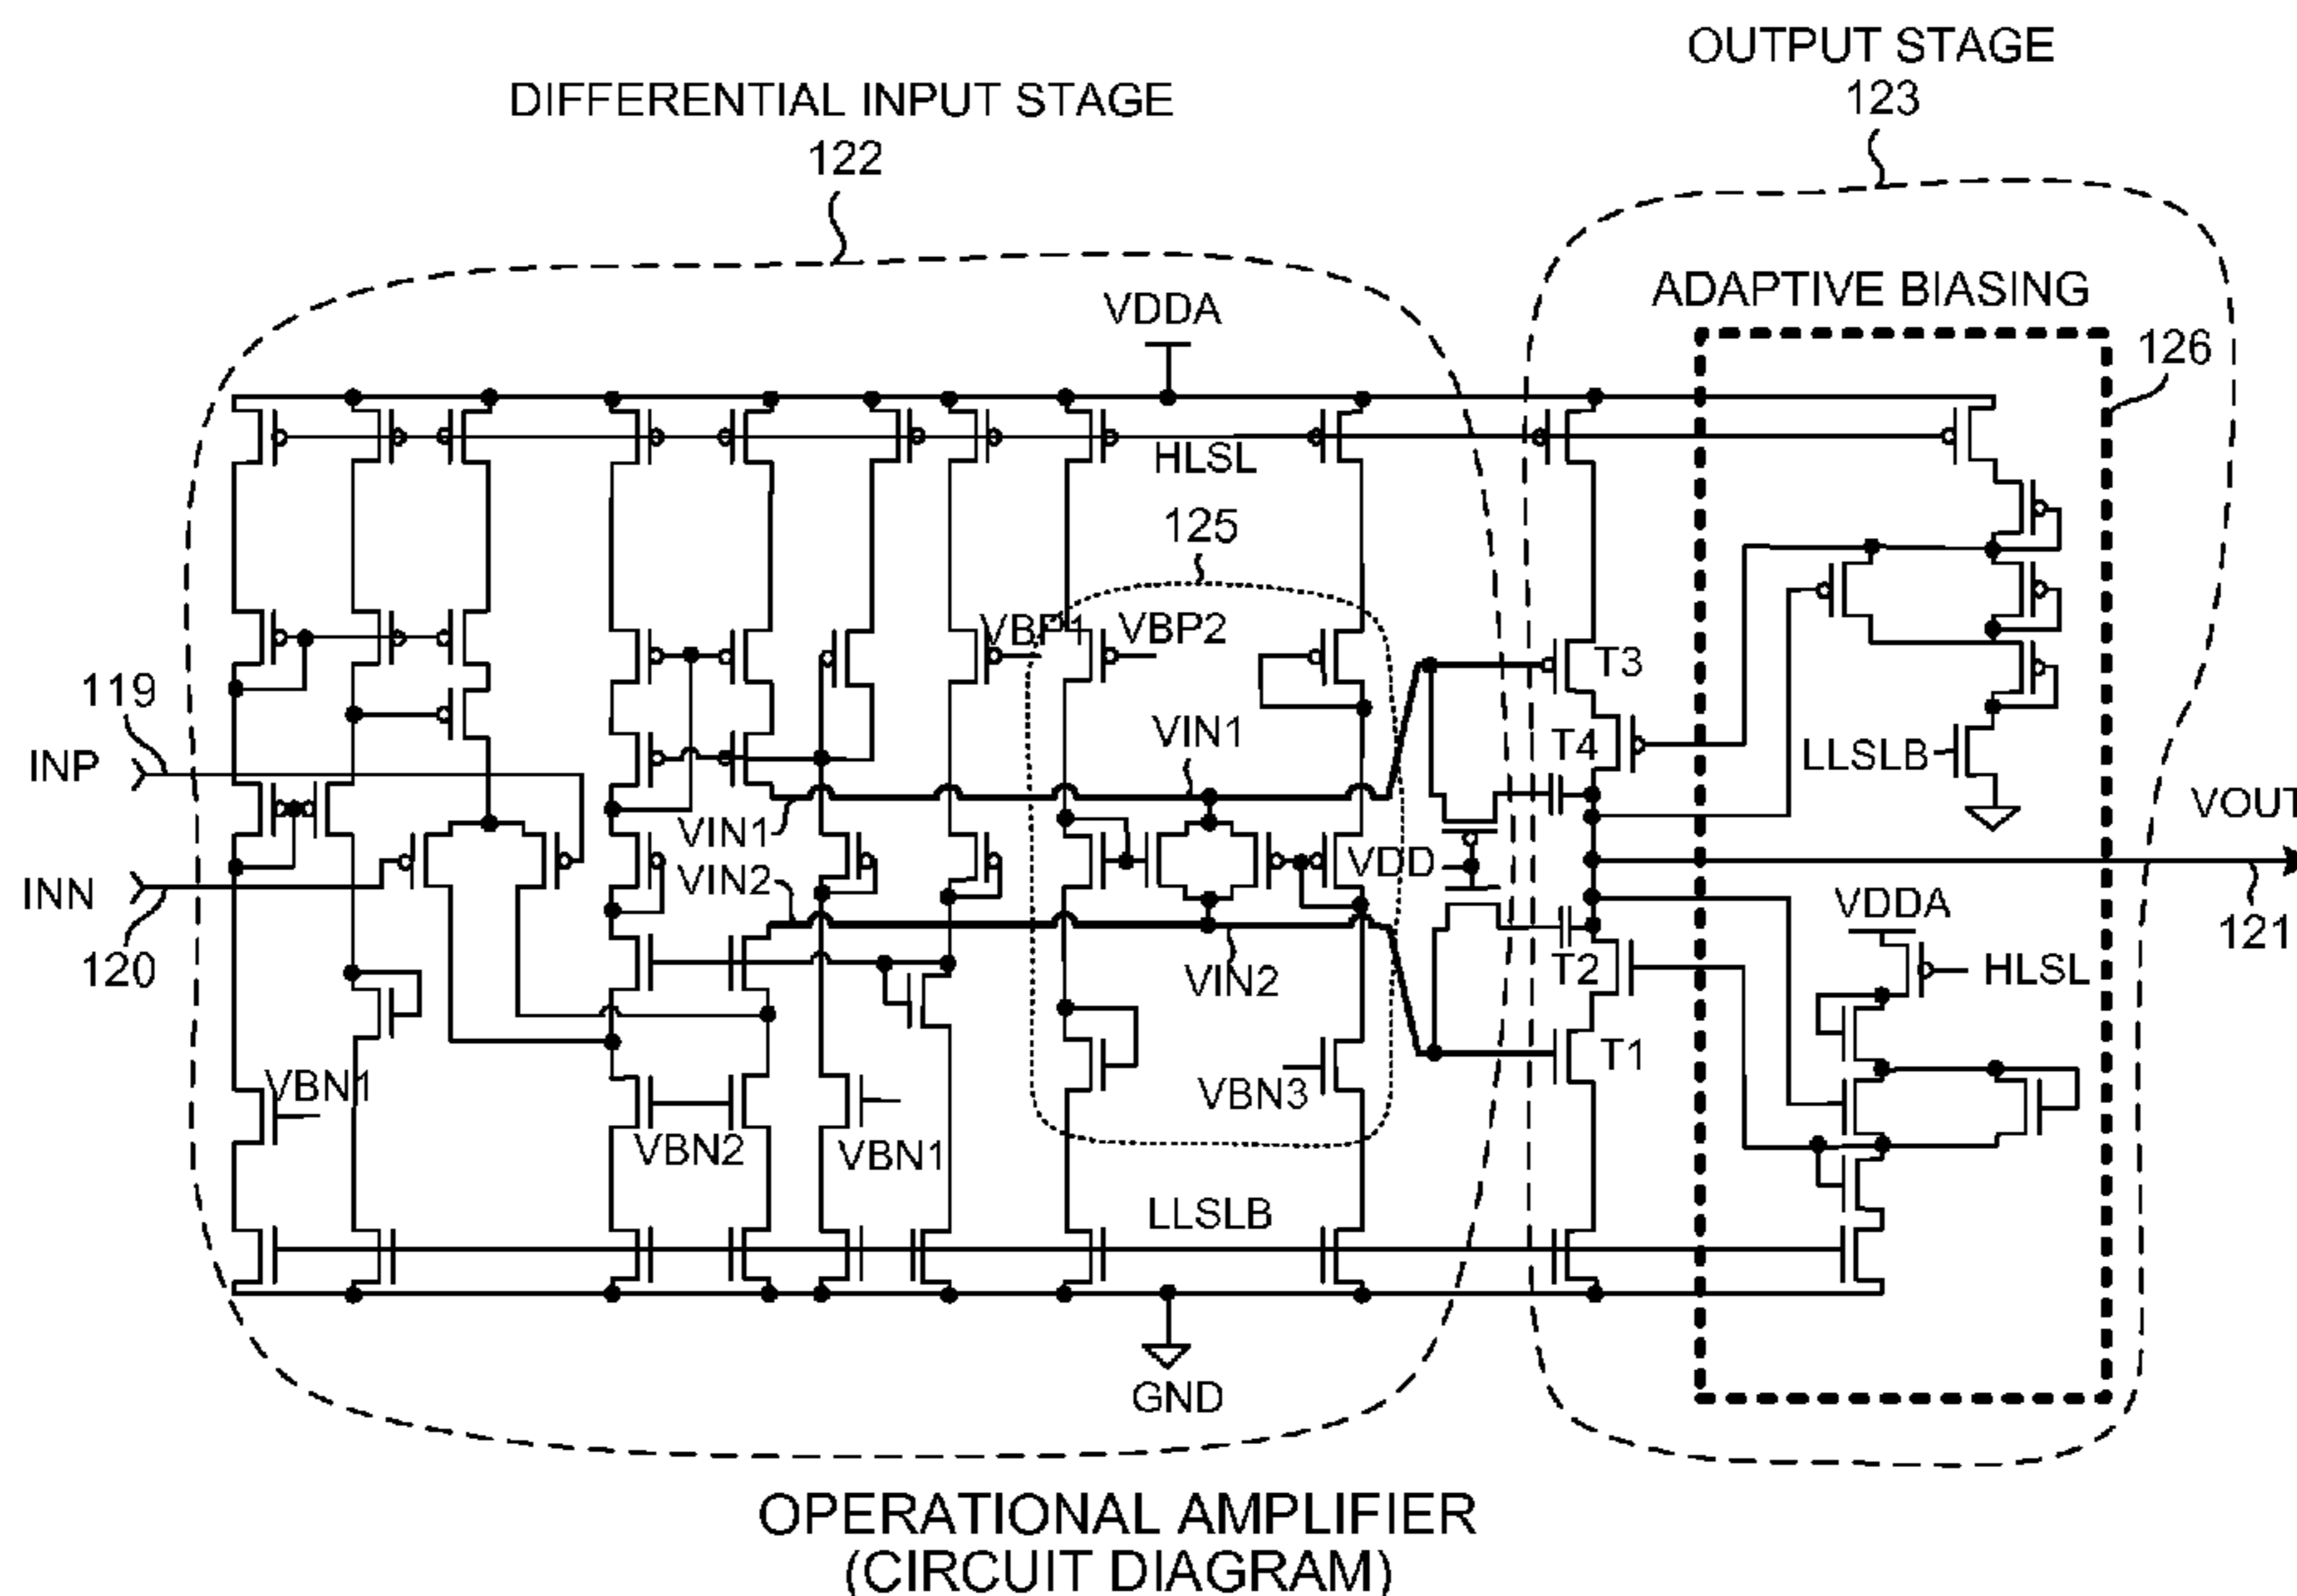 OUTPUT STAGE
123
DIFFERENTIAL INPUT STAGE
122
ADAPTIVE BIASING
126
VDDA
HLSL
125
VBP1
VBP2
T3
119
VIN1
T4
LLSLB
INP
VOUT
VIN1
VDD
VIN2
INN
VDDA
121
120
VIN2
T2
HLSL
T1
VBN1
VBN3
VBN2
VBN1
LLSLB
GND
OPERATIONAL AMPLIFIER
(CIRCUIT DIAGRAM)